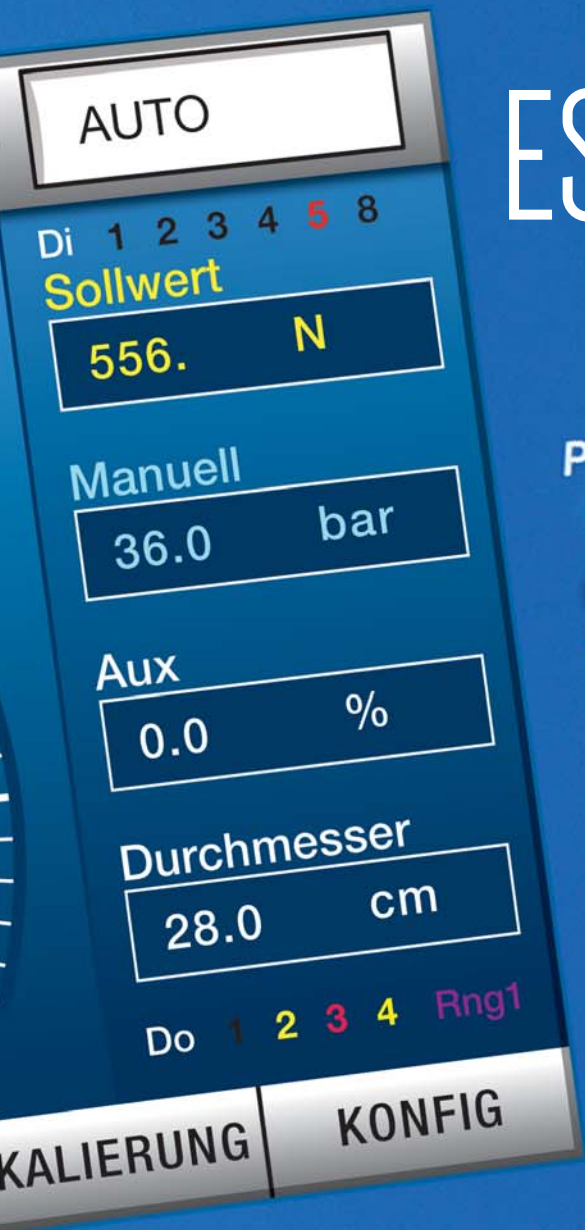 AUTO
ES
Di 1 2 3 4 5 8
Sollwert
556. N
Manuell
36.0 bar
P
Aux
0.0 %
Durchmesser
28.0 cm
Do 1 2 3 4 Rng1
KALIERUNG KONFIG